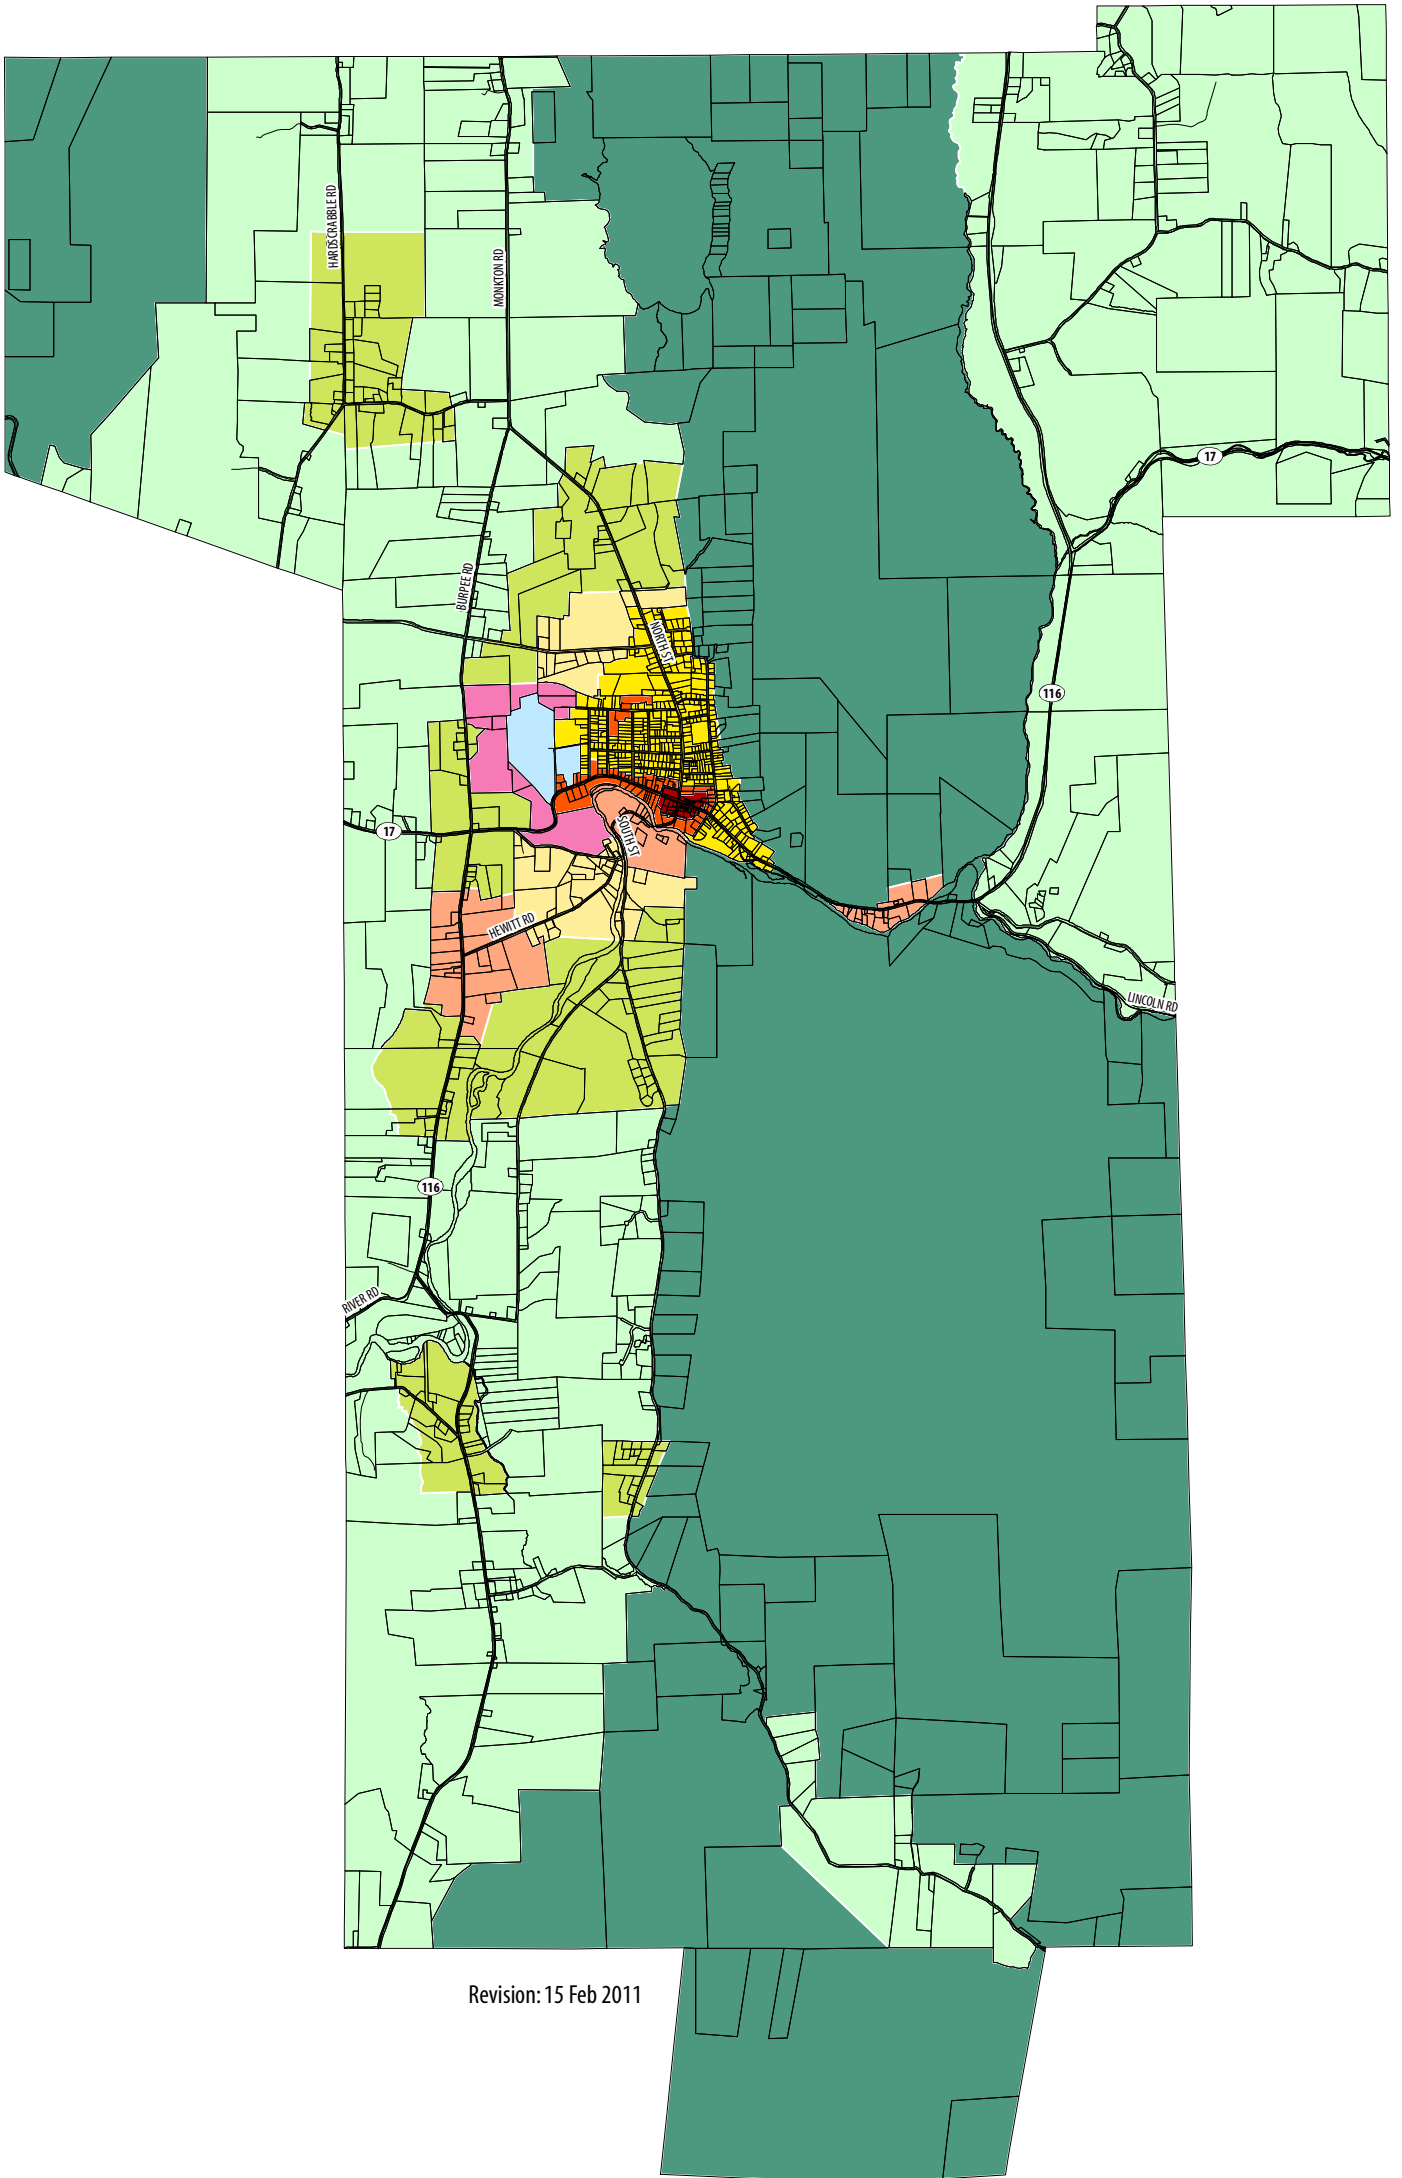 HARDSCRABBLE RD
MONKTON RD
17
BURPEE RD
NORTH ST
116
17
SOUTH ST
HEWITT RD
LINCOLN RD
116
RIVER RD
Revision: 15 Feb 2011